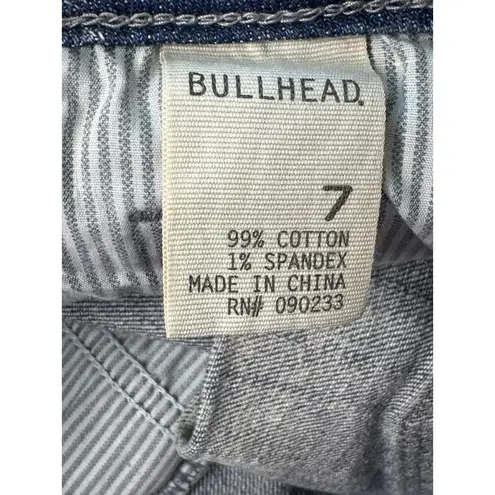 BULLHEAD.
7
99% COTTON
1% SPANDEX
MADE IN CHINA
RN# 090233